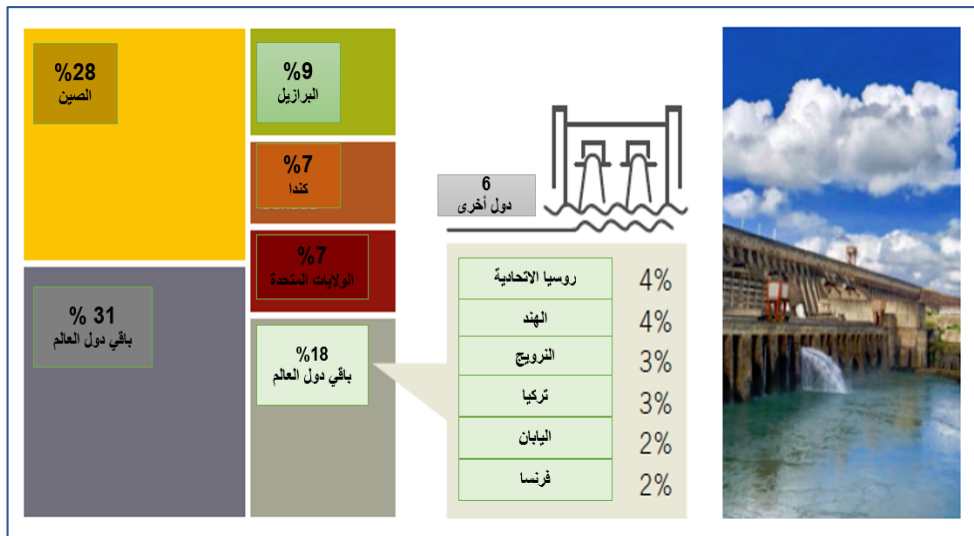 %28
الصين
%9
البرازيل
%7
كندا
%7
الولايات المتحدة
% 31
باقي دول العالم
%18
باقي دول العالم
6
دول أخرى
روسيا الاتحادية 4%
الهند 4%
النرويج 3%
تركيا 3%
اليابان 2%
فرنسا 2%